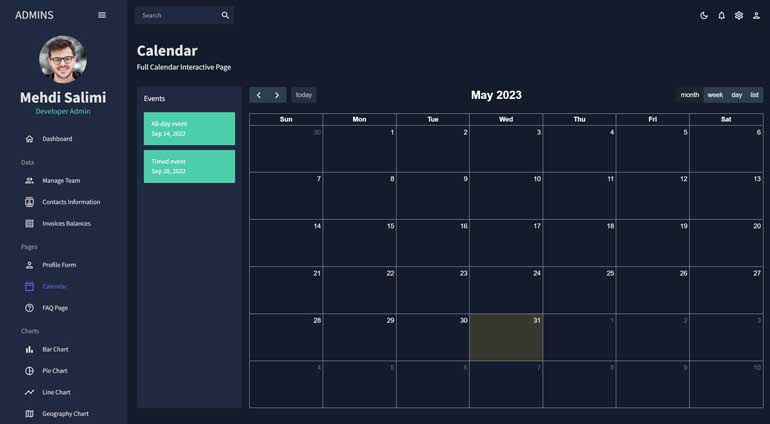 ADMINS
Mehdi Salimi
Developer Admin
Dashboard
Data
Manage Team
Contacts Information
Invoices Balances
Pages
Profile Form
Calendar
FAQ Page
Charts
Bar Chart
Pie Chart
Line Chart
Geography Chart
Search
Calendar
Full Calendar Interactive Page
Events
All-day event
Sep 14, 2022
Timed event
Sep 28, 2022
today
May 2023
month week day list
Sun Mon Tue Wed Thu Fri Sat
30 1 2 3 4 5 6
7 8 9 10 11 12 13
14 15 16 17 18 19 20
21 22 23 24 25 26 27
28 29 30 31 1 2 3
4 5 6 7 8 9 10